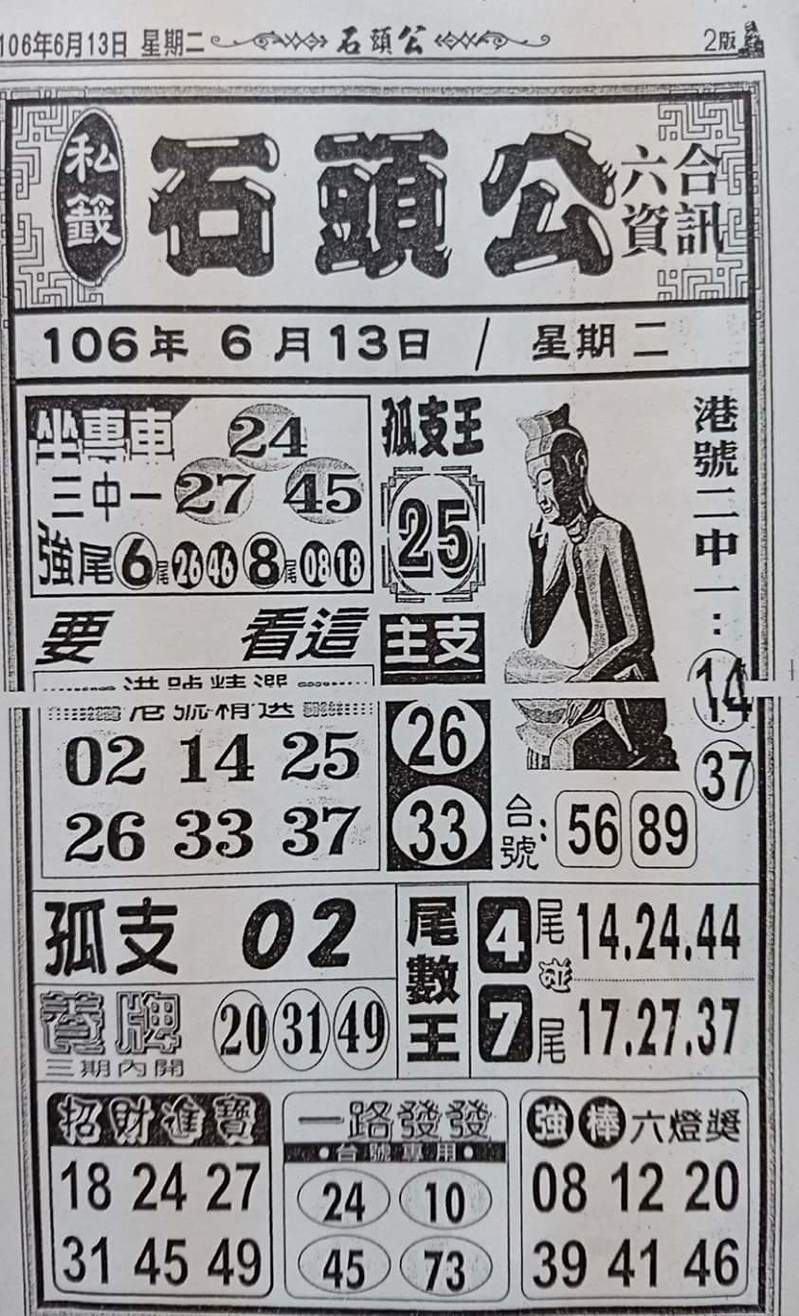 106年6月13日 星期二 石頭公 2版
私籤 石頭公 六合資訊
106年 6月13日 / 星期二
坐專車 24
三中一 27 45
強尾 6尾 26 46 8尾 08 18
孤支王
25
主支
26
33
港號二中一：
14
37
台號：56 89
要 看這
港號精選
02 14 25
26 33 37
孤支 02
養牌 20 31 49
三期內開
尾數王
4尾 14.24.44
碰
7尾 17.27.37
招財進寶
18 24 27
31 45 49
一路發發
台號專用
24 10
45 73
強棒六燈獎
08 12 20
39 41 46